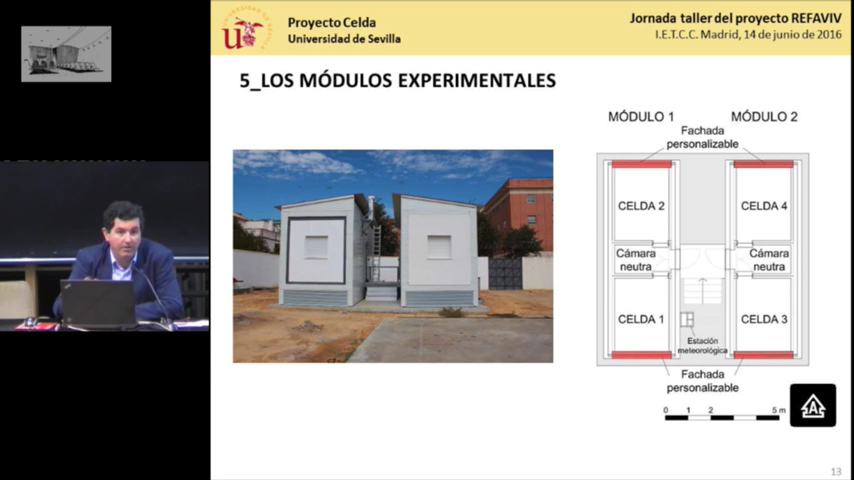 Proyecto Celda
Universidad de Sevilla
Jornada taller del proyecto REFAVIV
I.E.T.C.C. Madrid, 14 de junio de 2016
5_LOS MÓDULOS EXPERIMENTALES
MÓDULO 1
MÓDULO 2
Fachada
personalizable
CELDA 2
CELDA 4
Cámara
neutra
Cámara
neutra
CELDA 1
CELDA 3
Estación
meteorológica
Fachada
personalizable
0 1 2 5 m
A
13